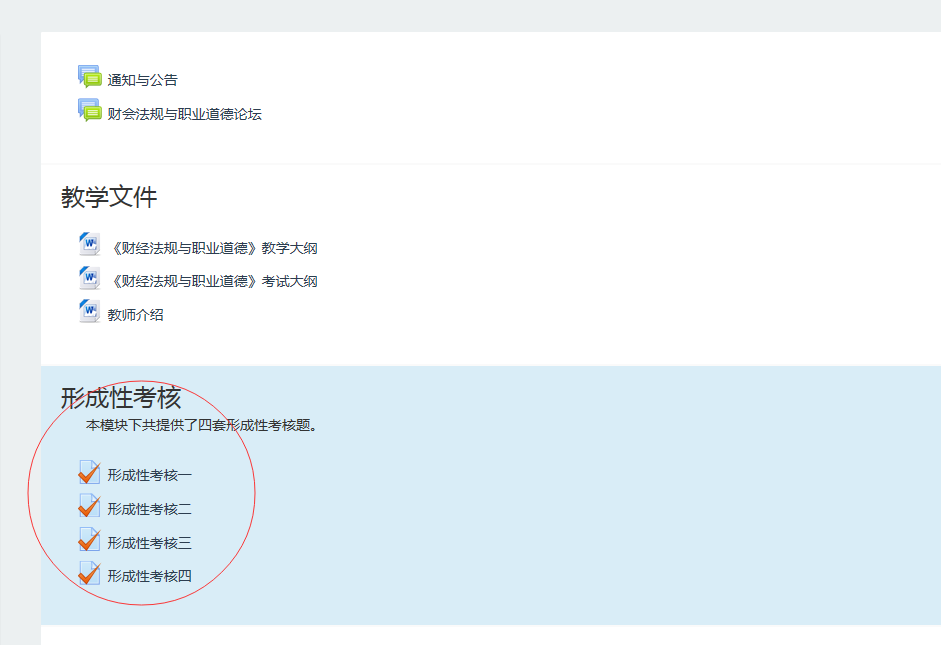 通知与公告
财会法规与职业道德论坛
教学文件
《财经法规与职业道德》教学大纲
《财经法规与职业道德》考试大纲
教师介绍
形成性考核
本模块下共提供了四套形成性考核题。
形成性考核一
形成性考核二
形成性考核三
形成性考核四